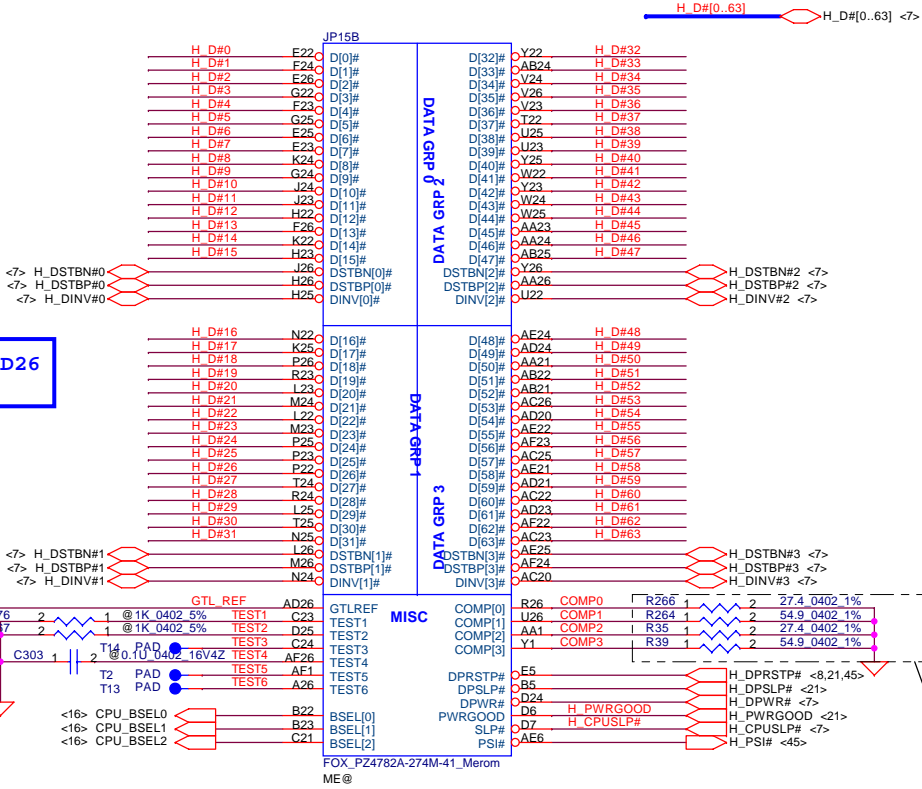 H_D#[0..63] H_D#[0..63] <7>
JP15B
H_D#0 E22 D[0]# D[32]# Y22 H_D#32
H_D#1 F24 D[1]# D[33]# AB24 H_D#33
H_D#2 E26 D[2]# D[34]# V24 H_D#34
H_D#3 G22 D[3]# D[35]# V26 H_D#35
H_D#4 F23 D[4]# D[36]# V23 H_D#36
H_D#5 G25 D[5]# D[37]# T22 H_D#37
H_D#6 E25 D[6]# D[38]# U25 H_D#38
H_D#7 E23 D[7]# D[39]# U23 H_D#39
H_D#8 K24 D[8]# D[40]# Y25 H_D#40
H_D#9 G24 D[9]# D[41]# W22 H_D#41
H_D#10 J24 D[10]# D[42]# Y23 H_D#42
H_D#11 J23 D[11]# D[43]# W24 H_D#43
H_D#12 H22 D[12]# D[44]# W25 H_D#44
H_D#13 F26 D[13]# D[45]# AA23 H_D#45
H_D#14 K22 D[14]# D[46]# AA24 H_D#46
H_D#15 H23 D[15]# D[47]# AB25 H_D#47
<7> H_DSTBN#0 J26 DSTBN[0]# DSTBN[2]# Y26 H_DSTBN#2 <7>
<7> H_DSTBP#0 H26 DSTBP[0]# DSTBP[2]# AA26 H_DSTBP#2 <7>
<7> H_DINV#0 H25 DINV[0]# DINV[2]# U22 H_DINV#2 <7>
DATA GRP 0
DATA GRP 2
H_D#16 N22 D[16]# D[48]# AE24 H_D#48
H_D#17 K25 D[17]# D[49]# AD24 H_D#49
H_D#18 P26 D[18]# D[50]# AA21 H_D#50
H_D#19 R23 D[19]# D[51]# AB22 H_D#51
H_D#20 L23 D[20]# D[52]# AB21 H_D#52
H_D#21 M24 D[21]# D[53]# AC26 H_D#53
H_D#22 L22 D[22]# D[54]# AD20 H_D#54
H_D#23 M23 D[23]# D[55]# AE22 H_D#55
H_D#24 P25 D[24]# D[56]# AF23 H_D#56
H_D#25 P23 D[25]# D[57]# AC25 H_D#57
H_D#26 P22 D[26]# D[58]# AE21 H_D#58
H_D#27 T24 D[27]# D[59]# AD21 H_D#59
H_D#28 R24 D[28]# D[60]# AC22 H_D#60
H_D#29 L25 D[29]# D[61]# AD23 H_D#61
H_D#30 T25 D[30]# D[62]# AF22 H_D#62
H_D#31 N25 D[31]# D[63]# AC23 H_D#63
<7> H_DSTBN#1 L26 DSTBN[1]# DSTBN[3]# AE25 H_DSTBN#3 <7>
<7> H_DSTBP#1 M26 DSTBP[1]# DSTBP[3]# AF24 H_DSTBP#3 <7>
<7> H_DINV#1 N24 DINV[1]# DINV[3]# AC20 H_DINV#3 <7>
DATA GRP 1
DATA GRP 3
D26
GTL_REF AD26 GTLREF MISC COMP[0] R26 COMP0 R266 1 2 27.4_0402_1%
76 2 1 @1K_0402_5% TEST1 C23 TEST1 COMP[1] U26 COMP1 R264 1 2 54.9_0402_1%
67 2 1 @1K_0402_5% TEST2 D25 TEST2 COMP[2] AA1 COMP2 R35 1 2 27.4_0402_1%
T14 PAD TEST3 C24 TEST3 COMP[3] Y1 COMP3 R39 1 2 54.9_0402_1%
C303 1 2 @0.1U_0402_16V4Z TEST4 AF26 TEST4
T2 PAD TEST5 AF1 TEST5 DPRSTP# E5 H_DPRSTP# <8,21,45>
T13 PAD TEST6 A26 TEST6 DPSLP# B5 H_DPSLP# <21>
DPWR# D24 H_DPWR# <7>
<16> CPU_BSEL0 B22 BSEL[0] PWRGOOD D6 H_PWRGOOD H_PWRGOOD <21>
<16> CPU_BSEL1 B23 BSEL[1] SLP# D7 H_CPUSLP# H_CPUSLP# <7>
<16> CPU_BSEL2 C21 BSEL[2] PSI# AE6 H_PSI# <45>
FOX_PZ4782A-274M-41_Merom
ME@